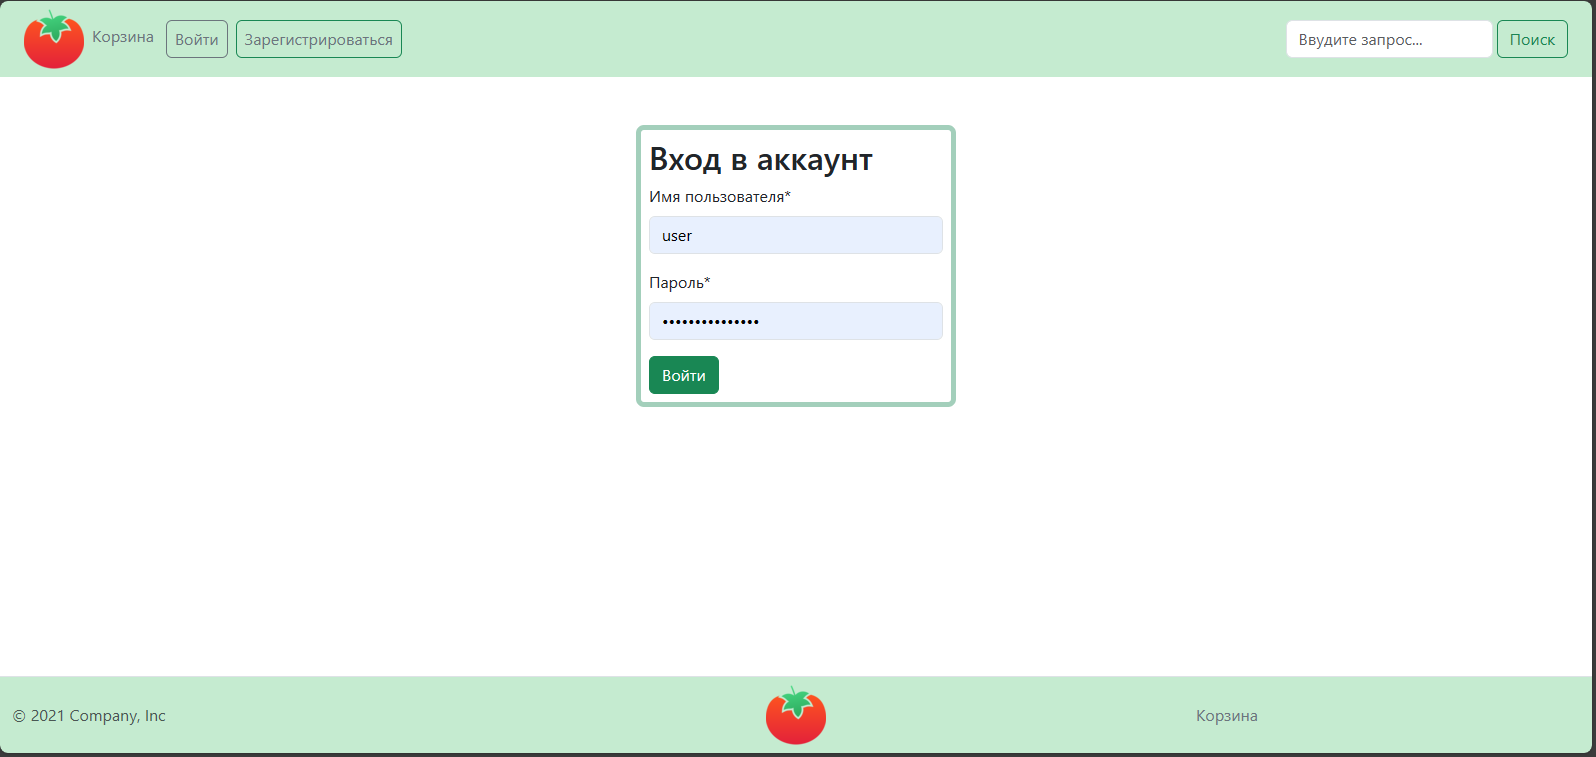 Корзина Войти Зарегистрироваться Ввудите запрос... Поиск
Вход в аккаунт
Имя пользователя*
user
Пароль*
•••••••••••••••
Войти
© 2021 Company, Inc Корзина